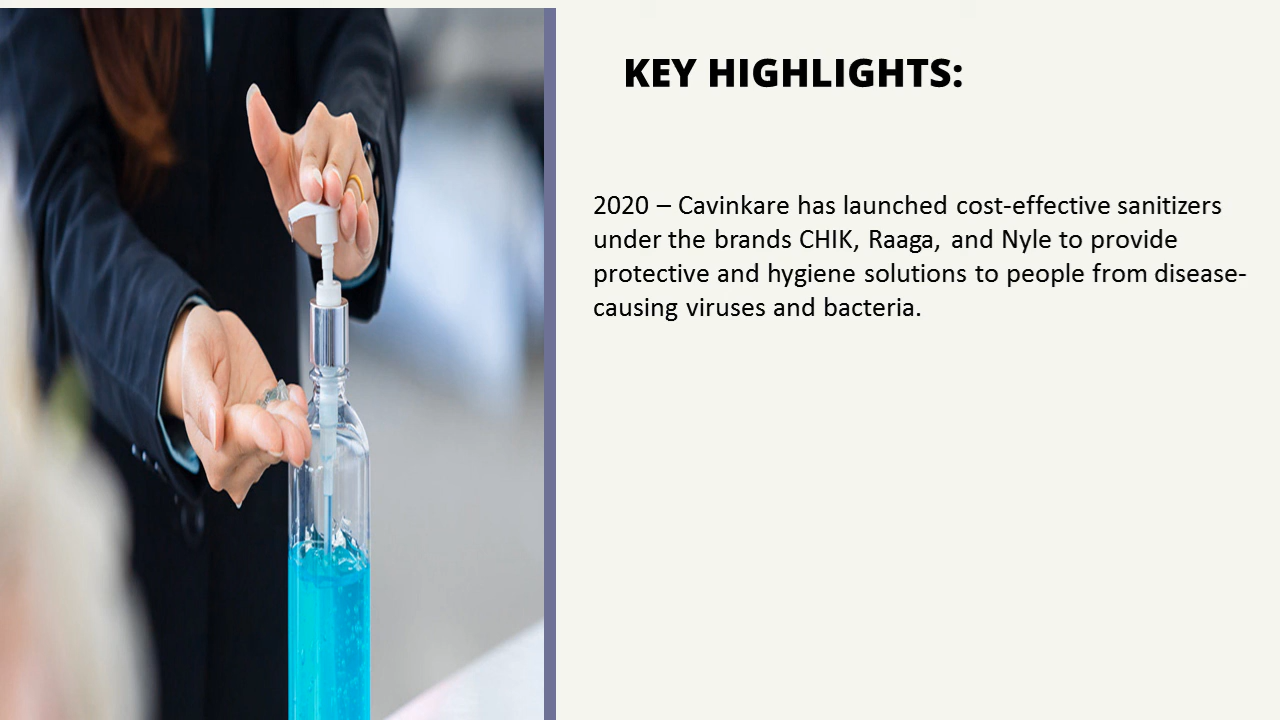 KEY HIGHLIGHTS:
2020 – Cavinkare has launched cost-effective sanitizers
under the brands CHIK, Raaga, and Nyle to provide
protective and hygiene solutions to people from disease-
causing viruses and bacteria.